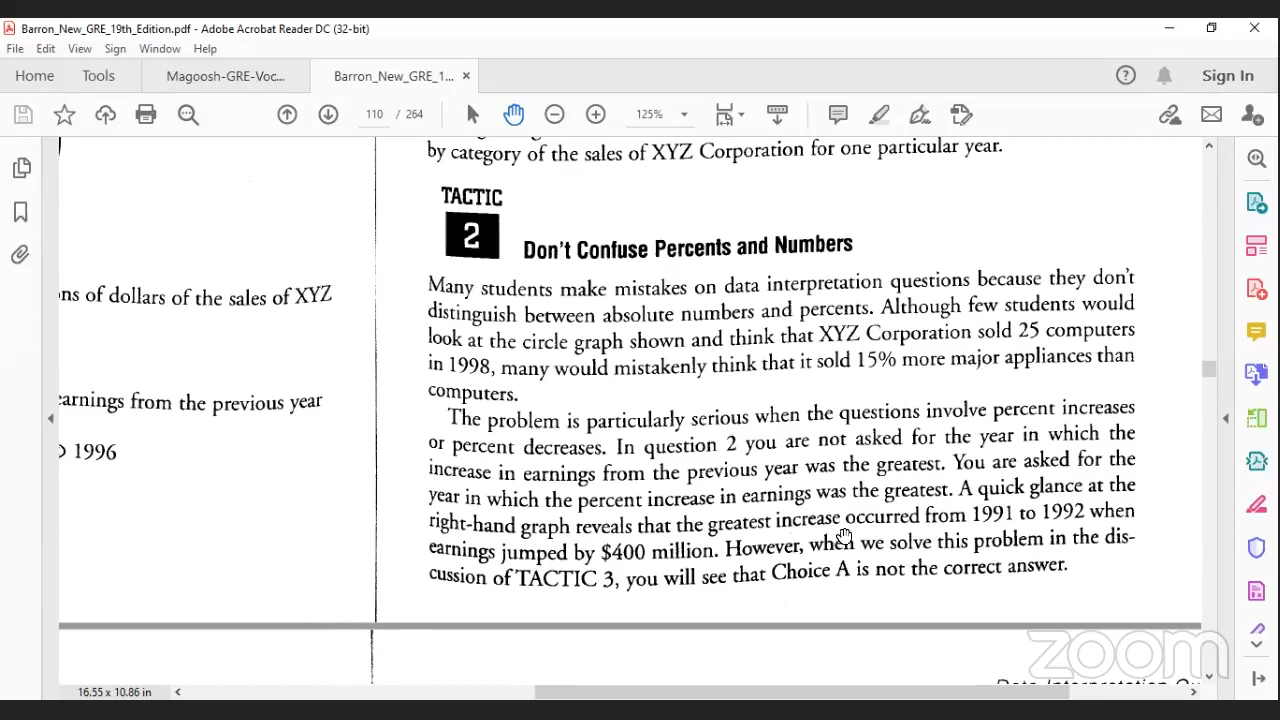 Barron_New_GRE_19th_Edition.pdf - Adobe Acrobat Reader DC (32-bit)
File Edit View Sign Window Help
Home Tools Magoosh-GRE-Voc... Barron_New_GRE_1... × Sign In
110 / 264 125%
by category of the sales of XYZ Corporation for one particular year.
TACTIC
2
Don't Confuse Percents and Numbers
Many students make mistakes on data interpretation questions because they don't
distinguish between absolute numbers and percents. Although few students would
look at the circle graph shown and think that XYZ Corporation sold 25 computers
in 1998, many would mistakenly think that it sold 15% more major appliances than
computers.
The problem is particularly serious when the questions involve percent increases
or percent decreases. In question 2 you are not asked for the year in which the
increase in earnings from the previous year was the greatest. You are asked for the
year in which the percent increase in earnings was the greatest. A quick glance at the
right-hand graph reveals that the greatest increase occurred from 1991 to 1992 when
earnings jumped by $400 million. However, when we solve this problem in the dis-
cussion of TACTIC 3, you will see that Choice A is not the correct answer.
ns of dollars of the sales of XYZ
earnings from the previous year
1996
zoom
16.55 x 10.86 in